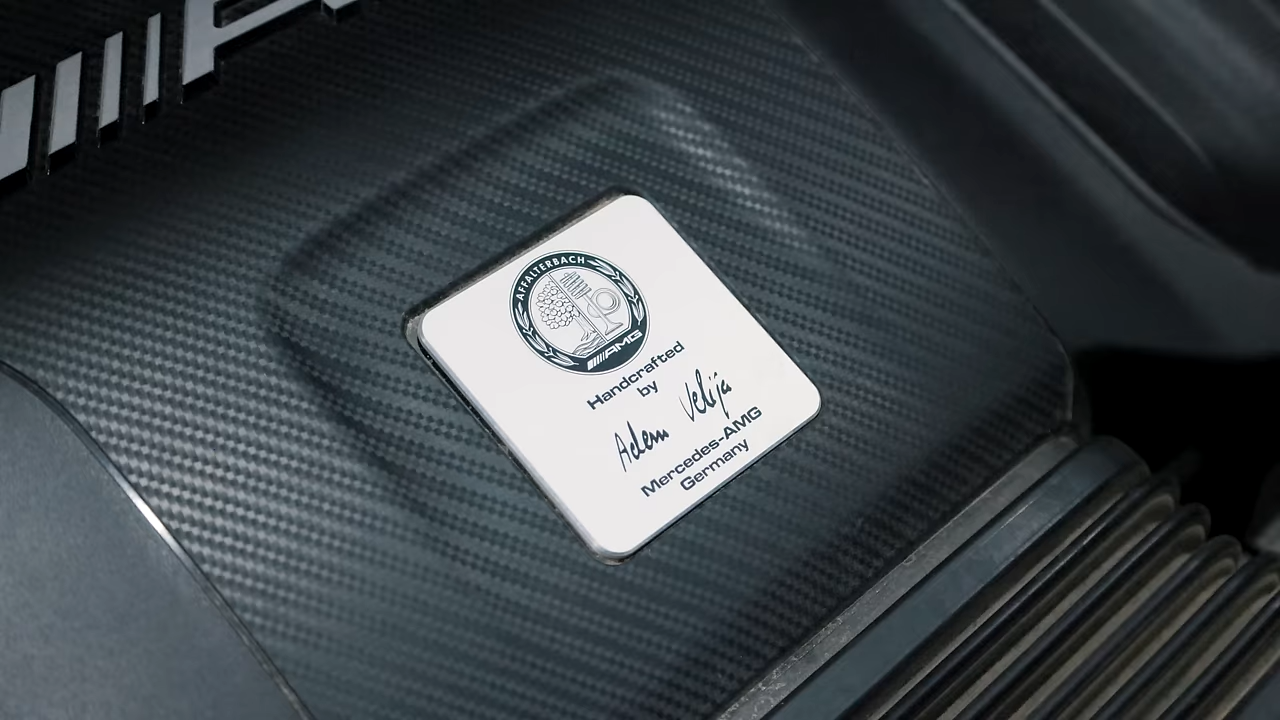 AFFALTERBACH
AMG
Handcrafted
by
Adem Velija
Mercedes-AMG
Germany